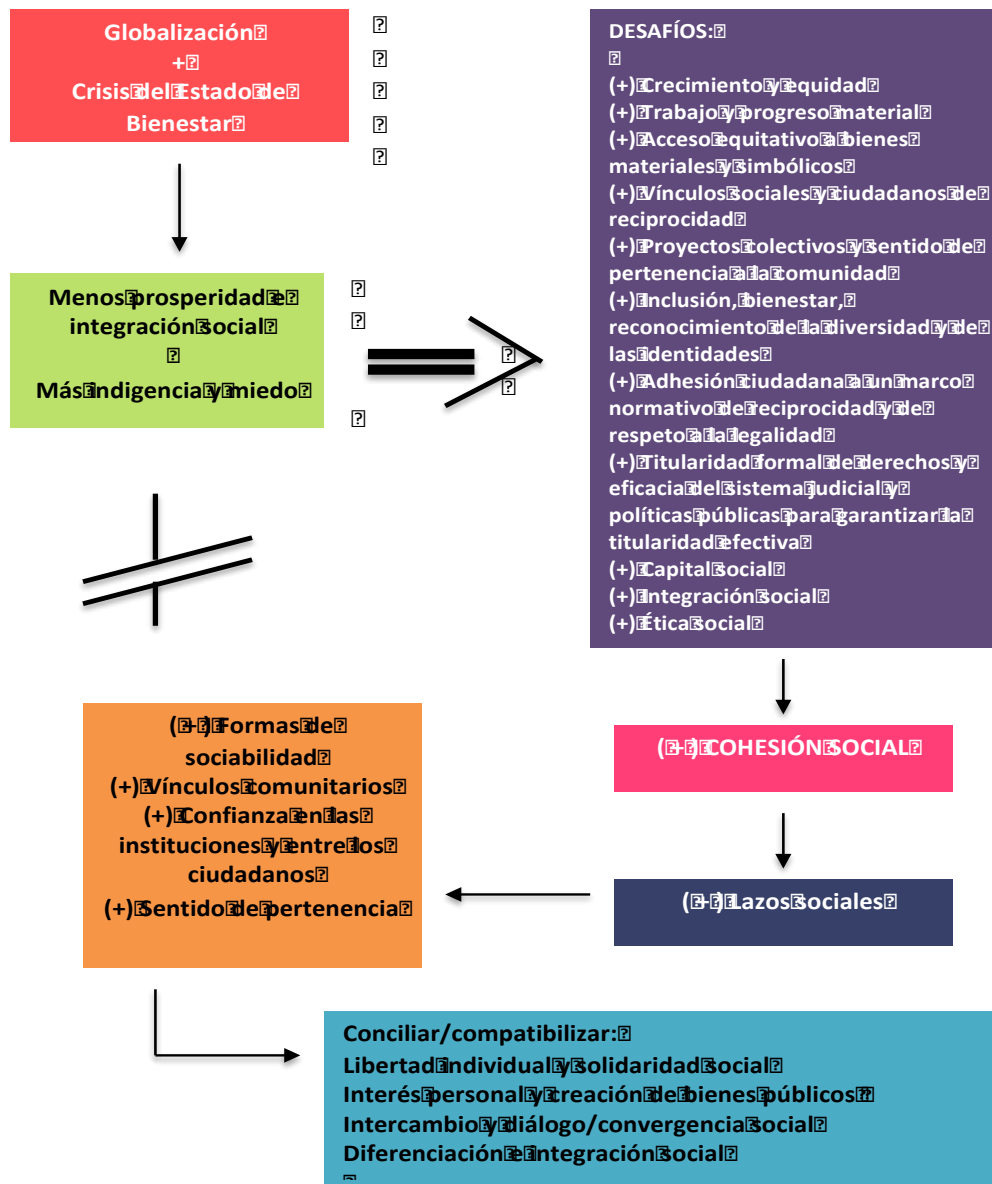 Globalización
+
Crisis del Estado de
Bienestar
Menos prosperidad e
integración social
Más indigencia y miedo
DESAFÍOS:
(+) Crecimiento y equidad
(+) Trabajo y progreso material
(+) Acceso equitativo a bienes
materiales y simbólicos
(+) Vínculos sociales y ciudadanos de
reciprocidad
(+) Proyectos colectivos y sentido de
pertenencia a la comunidad
(+) Inclusión, bienestar,
reconocimiento de la diversidad y de
las identidades
(+) Adhesión ciudadana a un marco
normativo de reciprocidad y de
respeto a la legalidad
(+) Titularidad formal de derechos y
eficacia del sistema judicial y
políticas públicas para garantizar la
titularidad efectiva
(+) Capital social
(+) Integración social
(+) Ética social
( + ) COHESIÓN SOCIAL
( + ) Lazos sociales
( + ) Formas de
sociabilidad
(+) Vínculos comunitarios
(+) Confianza en las
instituciones y entre los
ciudadanos
(+) Sentido de pertenencia
Conciliar/compatibilizar:
Libertad individual y solidaridad social
Interés personal y creación de bienes públicos
Intercambio y diálogo/convergencia social
Diferenciación e integración social